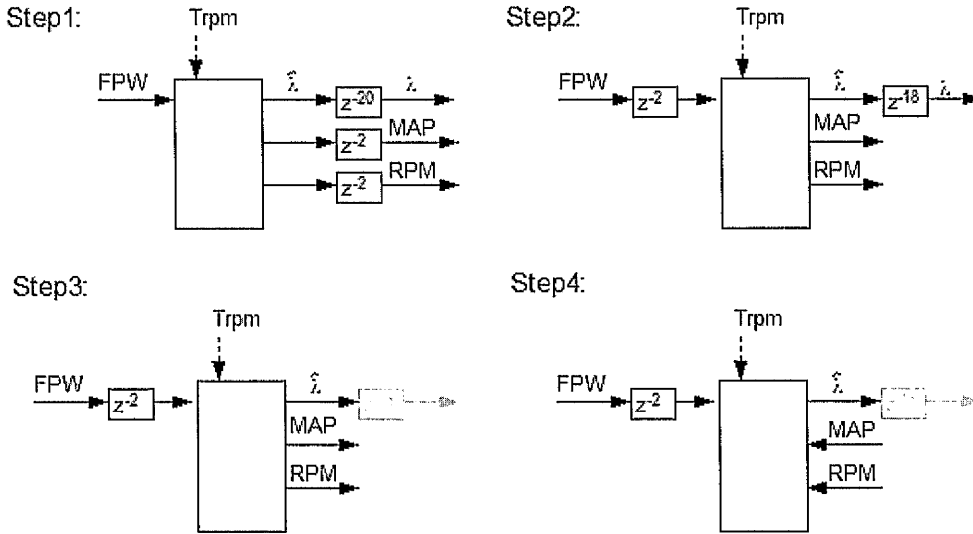 Step1:
Trpm
FPW
λ̂
z⁻²⁰
λ
z⁻²
MAP
z⁻²
RPM
Step2:
Trpm
FPW
z⁻²
λ̂
z⁻¹⁸
λ
MAP
RPM
Step3:
Trpm
FPW
z⁻²
λ̂
MAP
RPM
Step4:
Trpm
FPW
z⁻²
λ̂
MAP
RPM